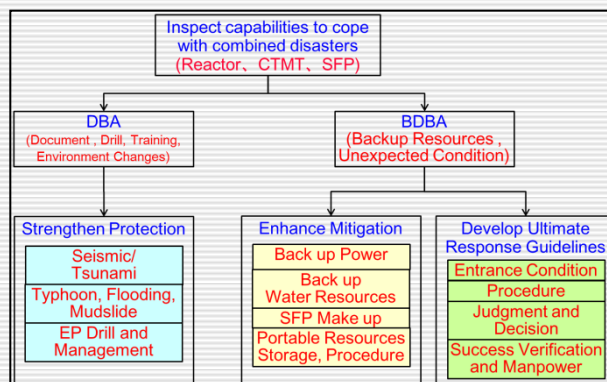 Inspect capabilities to cope
with combined disasters
(Reactor、CTMT、SFP)
DBA
(Document , Drill, Training,
Environment Changes)
BDBA
(Backup Resources ,
Unexpected Condition)
Strengthen Protection
Seismic/
Tsunami
Typhoon, Flooding,
Mudslide
EP Drill and
Management
Enhance Mitigation
Back up Power
Back up
Water Resources
SFP Make up
Portable Resources
Storage, Procedure
Develop Ultimate
Response Guidelines
Entrance Condition
Procedure
Judgment and
Decision
Success Verification
and Manpower